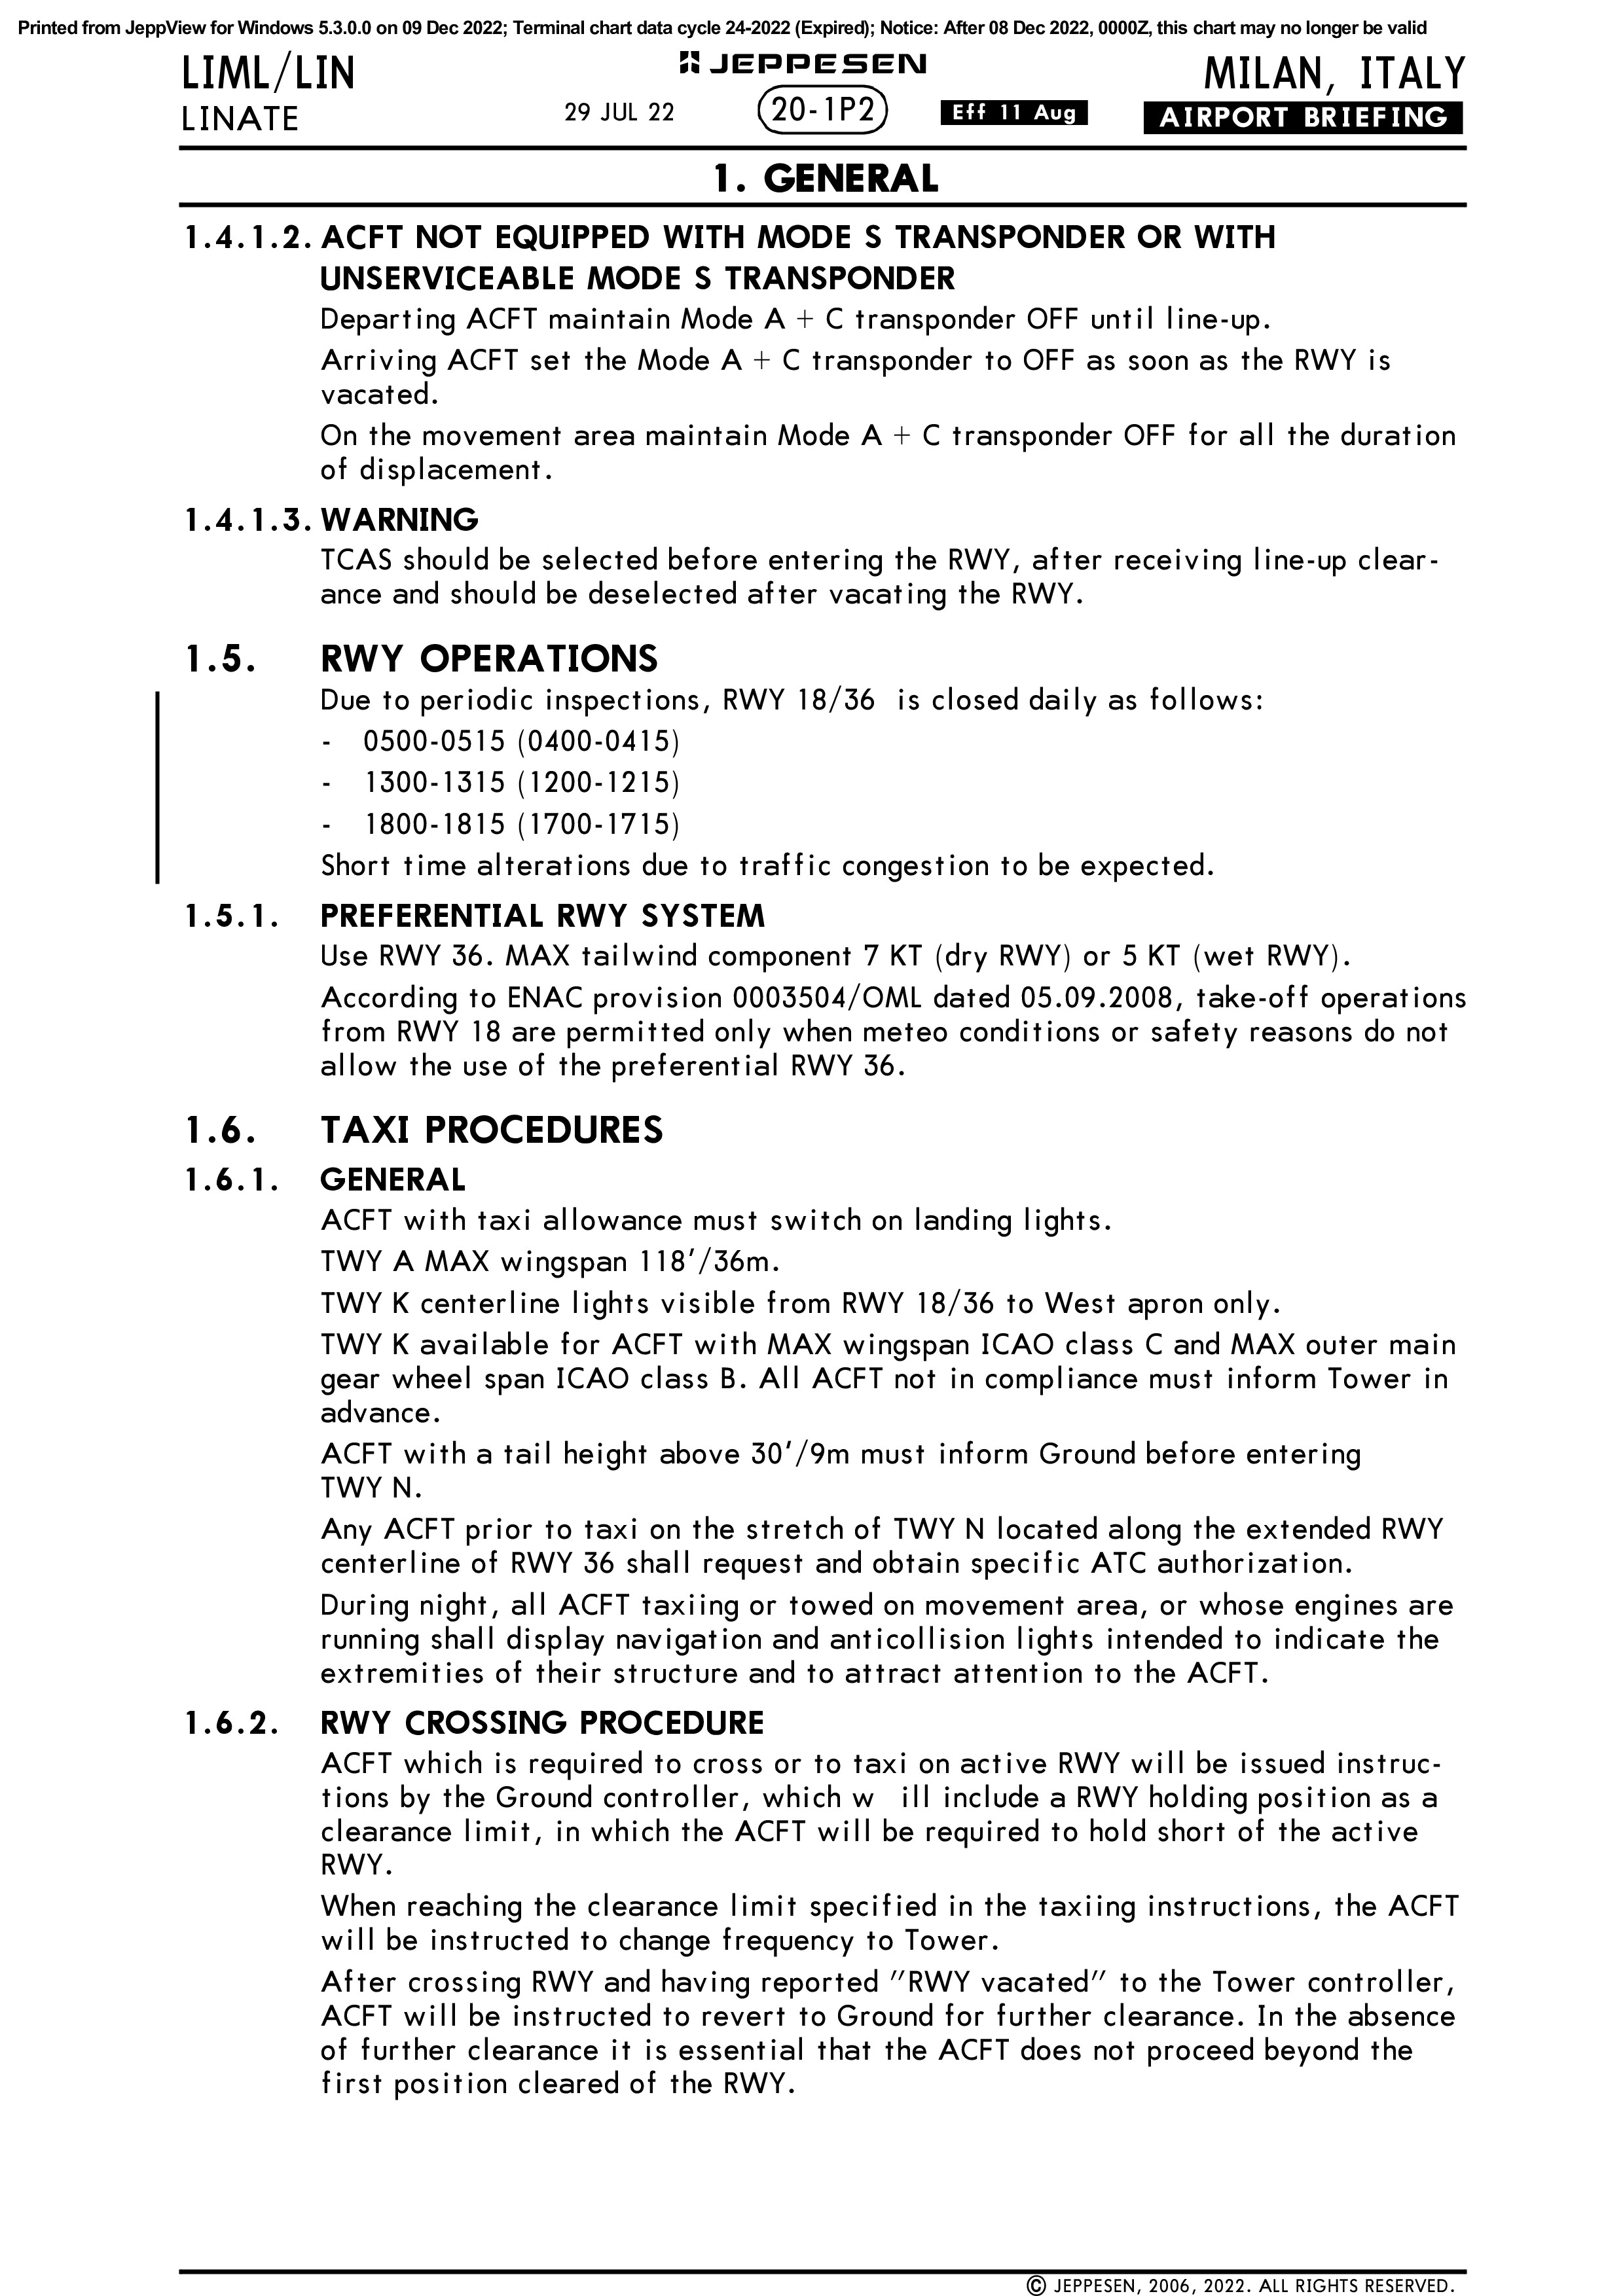 Printed from JeppView for Windows 5.3.0.0 on 09 Dec 2022; Terminal chart data cycle 24-2022 (Expired); Notice: After 08 Dec 2022, 0000Z, this chart may no longer be valid
LIML/LIN JEPPESEN MILAN, ITALY
LINATE 29 JUL 22 20-1P2 Eff 11 Aug AIRPORT BRIEFING
1. GENERAL
1.4.1.2. ACFT NOT EQUIPPED WITH MODE S TRANSPONDER OR WITH
UNSERVICEABLE MODE S TRANSPONDER
Departing ACFT maintain Mode A + C transponder OFF until line-up.
Arriving ACFT set the Mode A + C transponder to OFF as soon as the RWY is
vacated.
On the movement area maintain Mode A + C transponder OFF for all the duration
of displacement.
1.4.1.3. WARNING
TCAS should be selected before entering the RWY, after receiving line-up clear-
ance and should be deselected after vacating the RWY.
1.5. RWY OPERATIONS
Due to periodic inspections, RWY 18/36 is closed daily as follows:
- 0500-0515 (0400-0415)
- 1300-1315 (1200-1215)
- 1800-1815 (1700-1715)
Short time alterations due to traffic congestion to be expected.
1.5.1. PREFERENTIAL RWY SYSTEM
Use RWY 36. MAX tailwind component 7 KT (dry RWY) or 5 KT (wet RWY).
According to ENAC provision 0003504/OML dated 05.09.2008, take-off operations
from RWY 18 are permitted only when meteo conditions or safety reasons do not
allow the use of the preferential RWY 36.
1.6. TAXI PROCEDURES
1.6.1. GENERAL
ACFT with taxi allowance must switch on landing lights.
TWY A MAX wingspan 118'/36m.
TWY K centerline lights visible from RWY 18/36 to West apron only.
TWY K available for ACFT with MAX wingspan ICAO class C and MAX outer main
gear wheel span ICAO class B. All ACFT not in compliance must inform Tower in
advance.
ACFT with a tail height above 30'/9m must inform Ground before entering
TWY N.
Any ACFT prior to taxi on the stretch of TWY N located along the extended RWY
centerline of RWY 36 shall request and obtain specific ATC authorization.
During night, all ACFT taxiing or towed on movement area, or whose engines are
running shall display navigation and anticollision lights intended to indicate the
extremities of their structure and to attract attention to the ACFT.
1.6.2. RWY CROSSING PROCEDURE
ACFT which is required to cross or to taxi on active RWY will be issued instruc-
tions by the Ground controller, which w ill include a RWY holding position as a
clearance limit, in which the ACFT will be required to hold short of the active
RWY.
When reaching the clearance limit specified in the taxiing instructions, the ACFT
will be instructed to change frequency to Tower.
After crossing RWY and having reported "RWY vacated" to the Tower controller,
ACFT will be instructed to revert to Ground for further clearance. In the absence
of further clearance it is essential that the ACFT does not proceed beyond the
first position cleared of the RWY.
© JEPPESEN, 2006, 2022. ALL RIGHTS RESERVED.